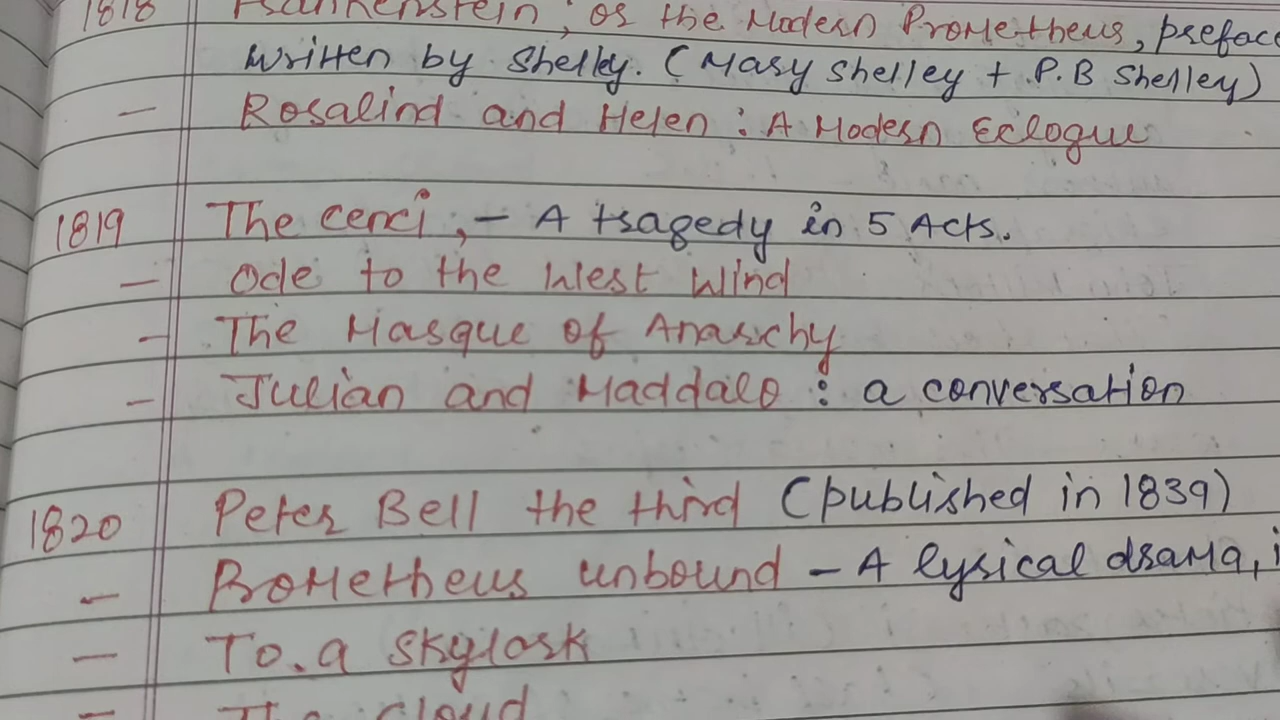 1818 Frankenstein, or the Modern Prometheus, preface
written by Shelley. (Mary Shelley + P.B Shelley)
— Rosalind and Helen : A Modern Eclogue
1819 The Cenci, – A tragedy in 5 Acts.
— Ode to the West Wind
– The Masque of Anarchy
– Julian and Maddalo : a conversation
1820 Peter Bell the third (published in 1839)
– Prometheus unbound – A lyrical drama, i
— To. a skylark
– The cloud